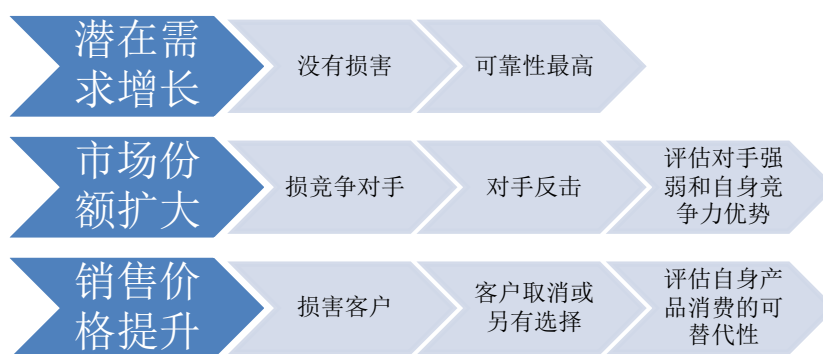 潜在需
求增长
没有损害
可靠性最高
市场份
额扩大
损竞争对手
对手反击
评估对手强
弱和自身竞
争力优势
销售价
格提升
损害客户
客户取消或
另有选择
评估自身产
品消费的可
替代性